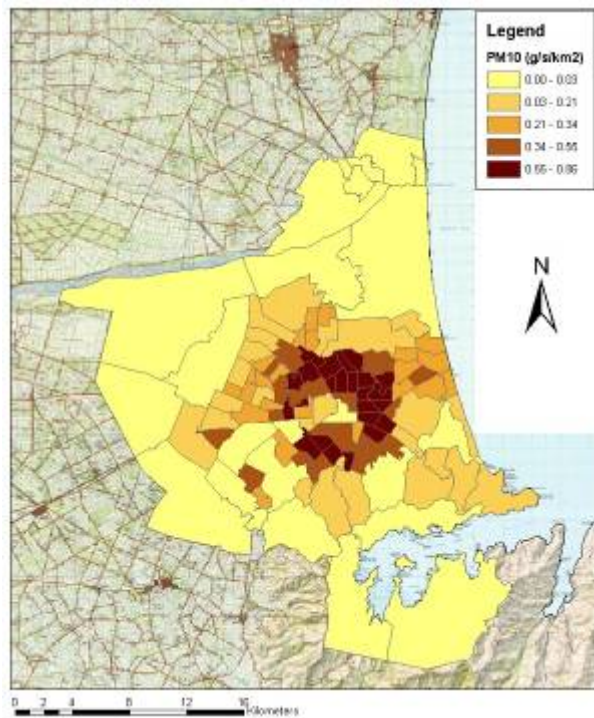 Legend
PM10 (g/s/km2)
0.00 - 0.03
0.03 - 0.21
0.21 - 0.34
0.34 - 0.55
0.55 - 0.86
N
0 2 4 8 12 16
Kilometers